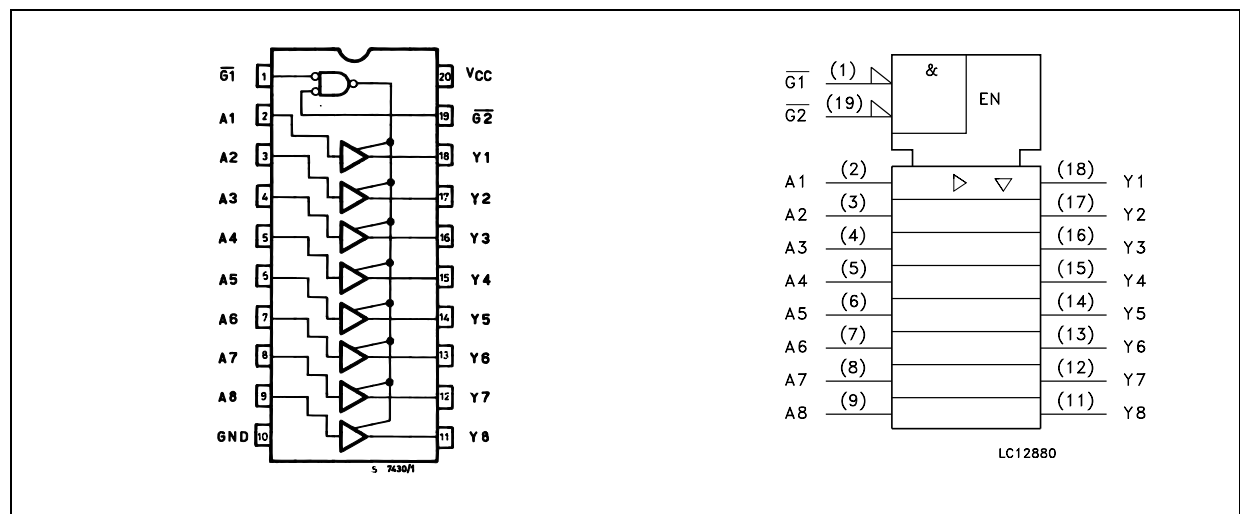 G1 1 20 VCC
A1 2 19 G2
A2 3 18 Y1
A3 4 17 Y2
A4 5 16 Y3
A5 6 15 Y4
A6 7 14 Y5
A7 8 13 Y6
A8 9 12 Y7
GND 10 11 Y8
S 7430/1
G1 (1) &
G2 (19) EN
A1 (2) (18) Y1
A2 (3) (17) Y2
A3 (4) (16) Y3
A4 (5) (15) Y4
A5 (6) (14) Y5
A6 (7) (13) Y6
A7 (8) (12) Y7
A8 (9) (11) Y8
LC12880